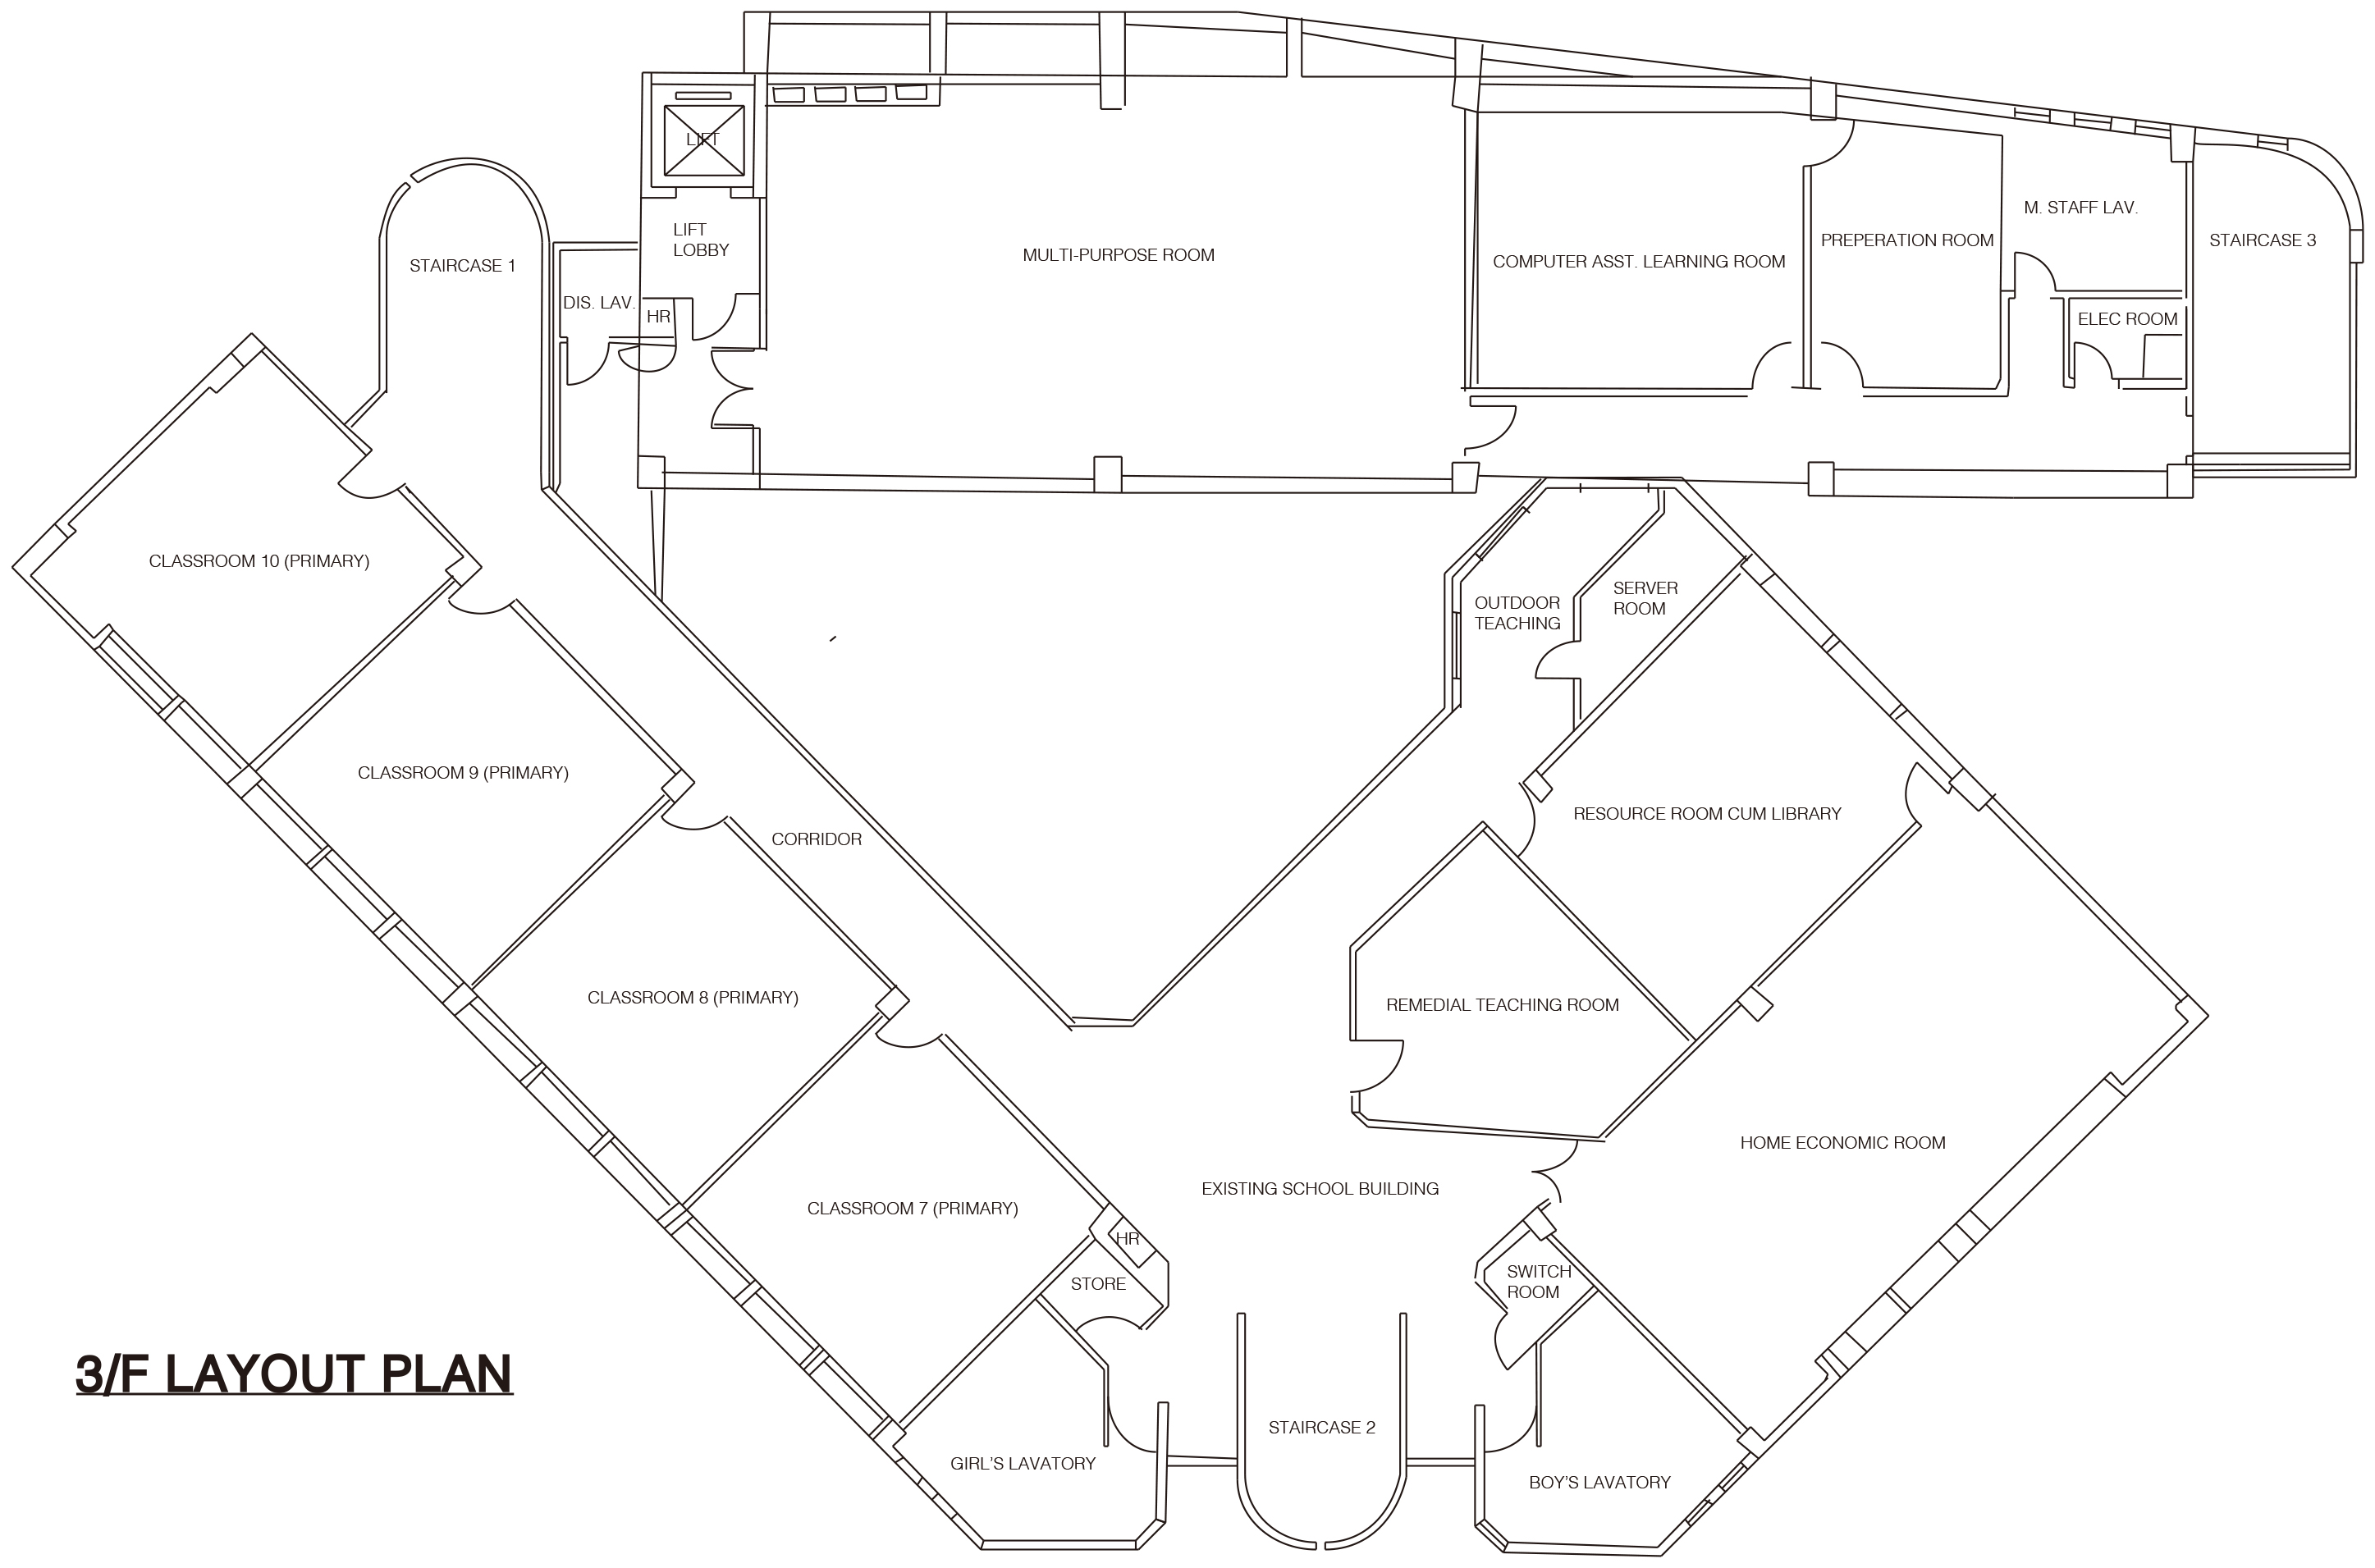 LIFT
LIFT
LOBBY
M. STAFF LAV.
STAIRCASE 3
PREPERATION ROOM
MULTI-PURPOSE ROOM
COMPUTER ASST. LEARNING ROOM
STAIRCASE 1
DIS. LAV.
HR
ELEC ROOM
CLASSROOM 10 (PRIMARY)
SERVER
ROOM
OUTDOOR
TEACHING
CLASSROOM 9 (PRIMARY)
RESOURCE ROOM CUM LIBRARY
CORRIDOR
CLASSROOM 8 (PRIMARY)
REMEDIAL TEACHING ROOM
HOME ECONOMIC ROOM
EXISTING SCHOOL BUILDING
CLASSROOM 7 (PRIMARY)
HR
STORE
SWITCH
ROOM
3/F LAYOUT PLAN
STAIRCASE 2
GIRL'S LAVATORY
BOY'S LAVATORY